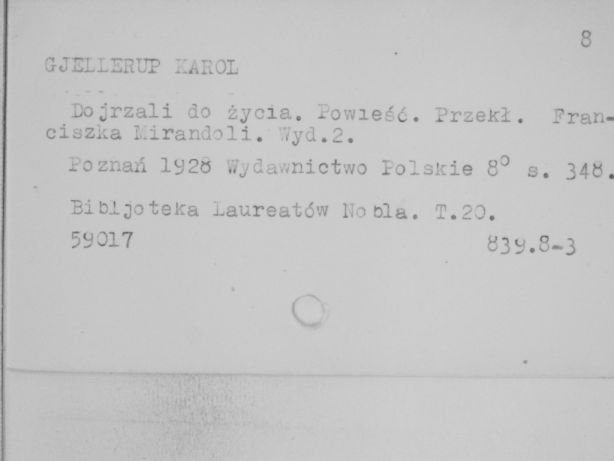 8
GJELLERUP KAROL
Dojrzali do życia. Powieść. Przekł. Fran-
ciszka Mirandoli. Wyd.2.
Poznań 1928 Wydawnictwo Polskie 8° s. 348.
Bibljoteka Laureatów Nobla. T.20.
59017 839.8-3